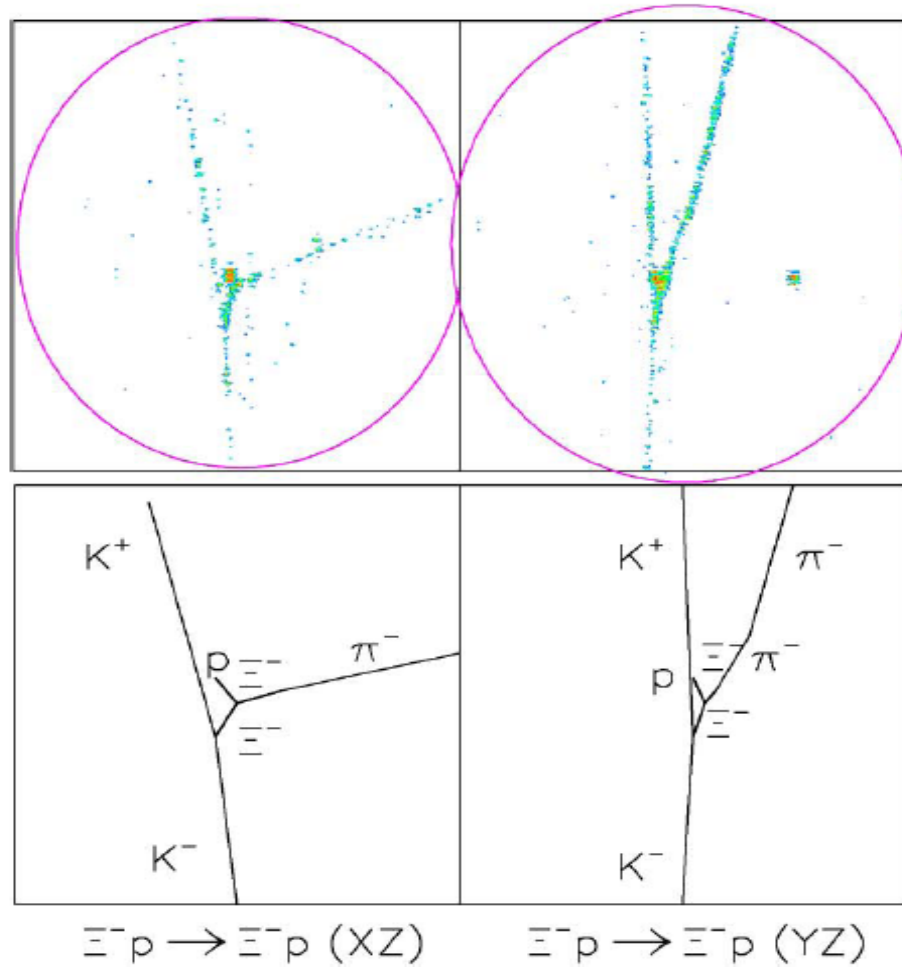 K⁺ K⁺ π⁻
p Ξ⁻ π⁻ Ξ⁻ π⁻
p
Ξ⁻ Ξ⁻
K⁻ K⁻
Ξ⁻p → Ξ⁻p (XZ) Ξ⁻p → Ξ⁻p (YZ)